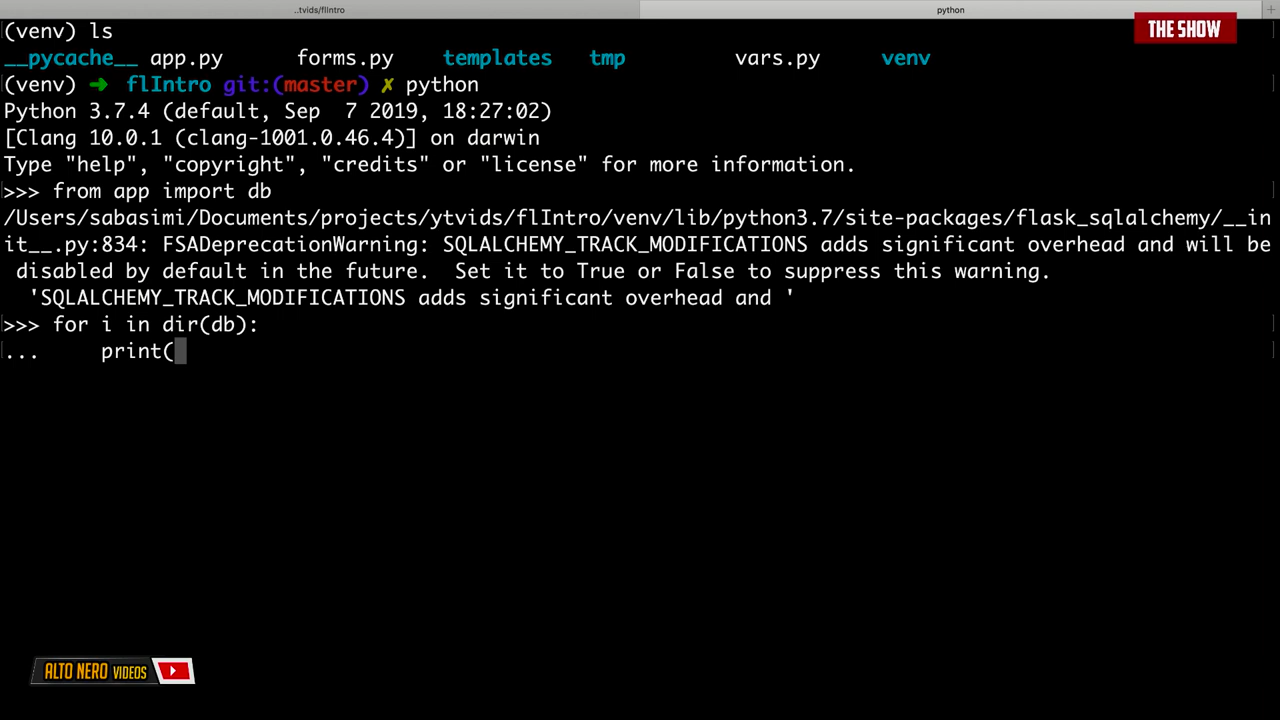 ..tvids/flIntro
python
THE SHOW
(venv) ls
__pycache__ app.py forms.py templates tmp vars.py venv
(venv) ➜ flIntro git:(master) ✗ python
Python 3.7.4 (default, Sep  7 2019, 18:27:02)
[Clang 10.0.1 (clang-1001.0.46.4)] on darwin
Type "help", "copyright", "credits" or "license" for more information.
>>> from app import db
/Users/sabasimi/Documents/projects/ytvids/flIntro/venv/lib/python3.7/site-packages/flask_sqlalchemy/__in
it__.py:834: FSADeprecationWarning: SQLALCHEMY_TRACK_MODIFICATIONS adds significant overhead and will be
disabled by default in the future.  Set it to True or False to suppress this warning.
'SQLALCHEMY_TRACK_MODIFICATIONS adds significant overhead and '
>>> for i in dir(db):
...     print(
ALTO NERO VIDEOS